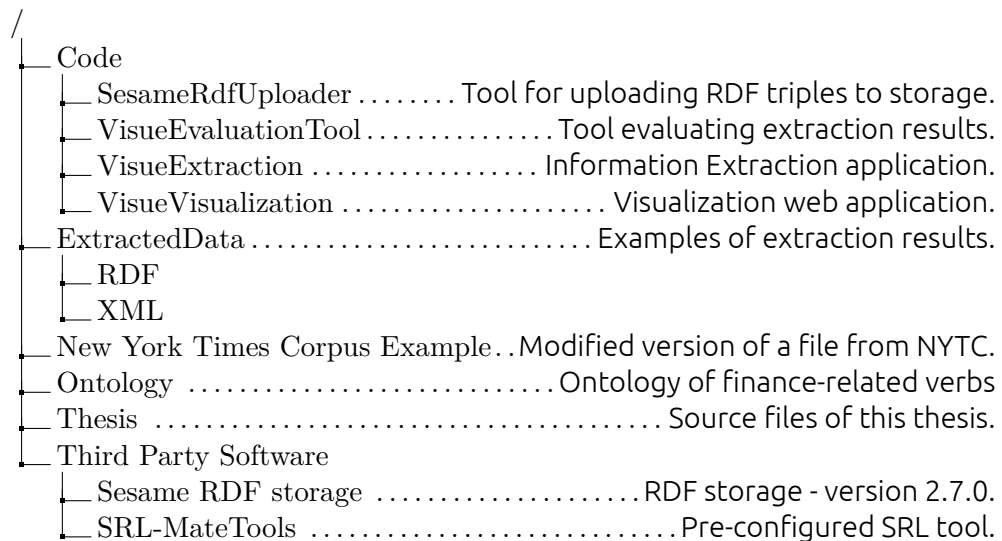 /
Code
SesameRdfUploader ........ Tool for uploading RDF triples to storage.
VisueEvaluationTool ............... Tool evaluating extraction results.
VisueExtraction .................. Information Extraction application.
VisueVisualization ..................... Visualization web application.
ExtractedData ........................... Examples of extraction results.
RDF
XML
New York Times Corpus Example..Modified version of a file from NYTC.
Ontology ............................. Ontology of finance-related verbs
Thesis ........................................ Source files of this thesis.
Third Party Software
Sesame RDF storage ..................... RDF storage - version 2.7.0.
SRL-MateTools ............................. Pre-configured SRL tool.